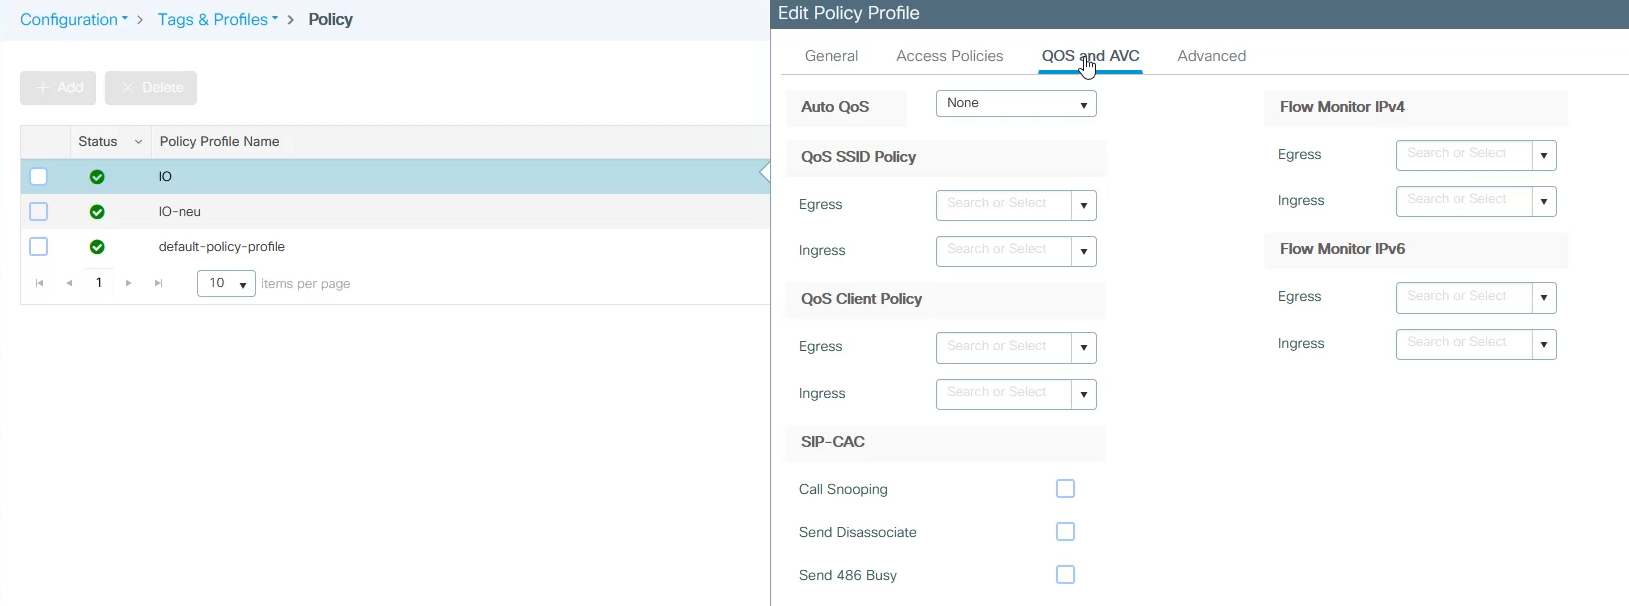 Configuration > Tags & Profiles > Policy
+ Add × Delete
Status Policy Profile Name
IO
IO-neu
default-policy-profile
1 10 items per page
Edit Policy Profile
General Access Policies QOS and AVC Advanced
Auto QoS None
QoS SSID Policy
Egress Search or Select
Ingress Search or Select
QoS Client Policy
Egress Search or Select
Ingress Search or Select
SIP-CAC
Call Snooping
Send Disassociate
Send 486 Busy
Flow Monitor IPv4
Egress Search or Select
Ingress Search or Select
Flow Monitor IPv6
Egress Search or Select
Ingress Search or Select